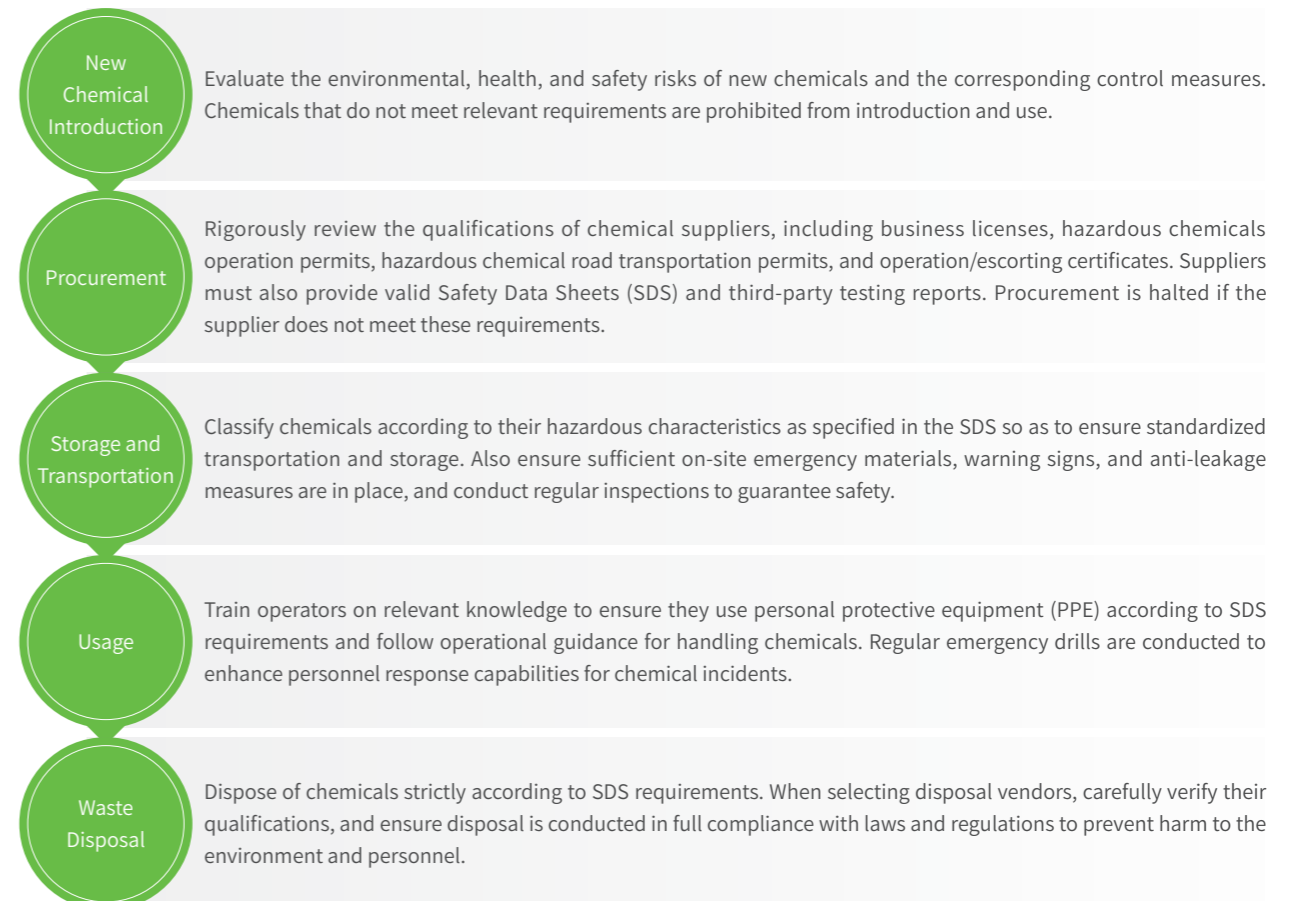 New
Chemical
Introduction
Evaluate the environmental, health, and safety risks of new chemicals and the corresponding control measures.
Chemicals that do not meet relevant requirements are prohibited from introduction and use.
Procurement
Rigorously review the qualifications of chemical suppliers, including business licenses, hazardous chemicals
operation permits, hazardous chemical road transportation permits, and operation/escorting certificates. Suppliers
must also provide valid Safety Data Sheets (SDS) and third-party testing reports. Procurement is halted if the
supplier does not meet these requirements.
Storage and
Transportation
Classify chemicals according to their hazardous characteristics as specified in the SDS so as to ensure standardized
transportation and storage. Also ensure sufficient on-site emergency materials, warning signs, and anti-leakage
measures are in place, and conduct regular inspections to guarantee safety.
Usage
Train operators on relevant knowledge to ensure they use personal protective equipment (PPE) according to SDS
requirements and follow operational guidance for handling chemicals. Regular emergency drills are conducted to
enhance personnel response capabilities for chemical incidents.
Waste
Disposal
Dispose of chemicals strictly according to SDS requirements. When selecting disposal vendors, carefully verify their
qualifications, and ensure disposal is conducted in full compliance with laws and regulations to prevent harm to the
environment and personnel.